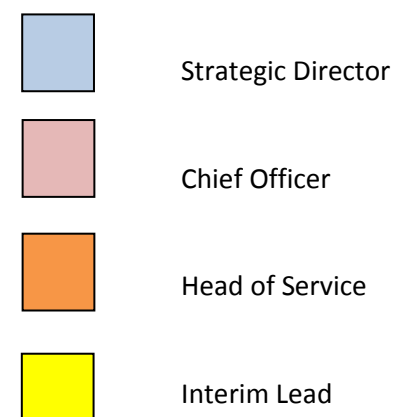 Strategic Director
Chief Officer
Head of Service
Interim Lead